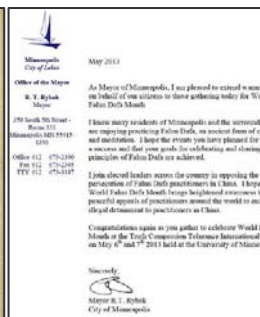 Minneapolis
City of Lakes
Office of the Mayor
R. T. Rybak
Mayor
350 South 5th Street -
Room 331
Minneapolis MN 55415-
Office 612 673-2100
Fax 612
TTY 612
May 2013
As Mayor of Minneapolis, I am pleased to extend
on behalf of our citizens to those gathering today for
Falun Dafa Month
I know many residents of Minneapolis and the
are enjoying practicing Falun Dafa, an ancient form of
and meditation. I hope the events you have planned for
a success and that your goals for celebrating and sharing
principles of Falun Dafa are achieved.
I join elected leaders across the country in opposing the
persecution of Falun Dafa practitioners in China. I hope
World Falun Dafa Month brings heightened awareness
peaceful appeals of practitioners around the world to
illegal detainment to practitioners in China.
Congratulations again as you gather to celebrate World
Month at the Truth Compassion Tolerance International
on May 6th and 7th 2013 held at the University of
Sincerely
Mayor R.T. Rybak
City of Minneapolis